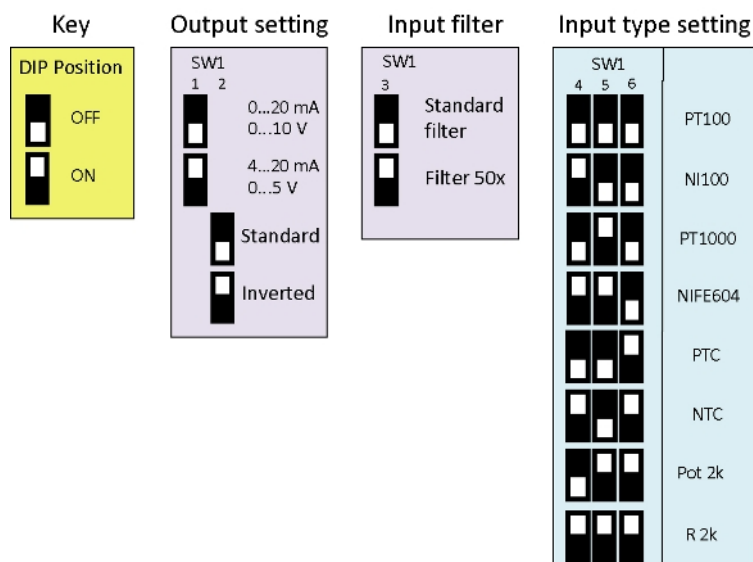 Key
DIP Position
OFF
ON
Output setting
SW1
1 2
0...20 mA
0...10 V
4...20 mA
0...5 V
Standard
Inverted
Input filter
SW1
3
Standard
filter
Filter 50x
Input type setting
SW1
4 5 6
PT100
NI100
PT1000
NIFE604
PTC
NTC
Pot 2k
R 2k